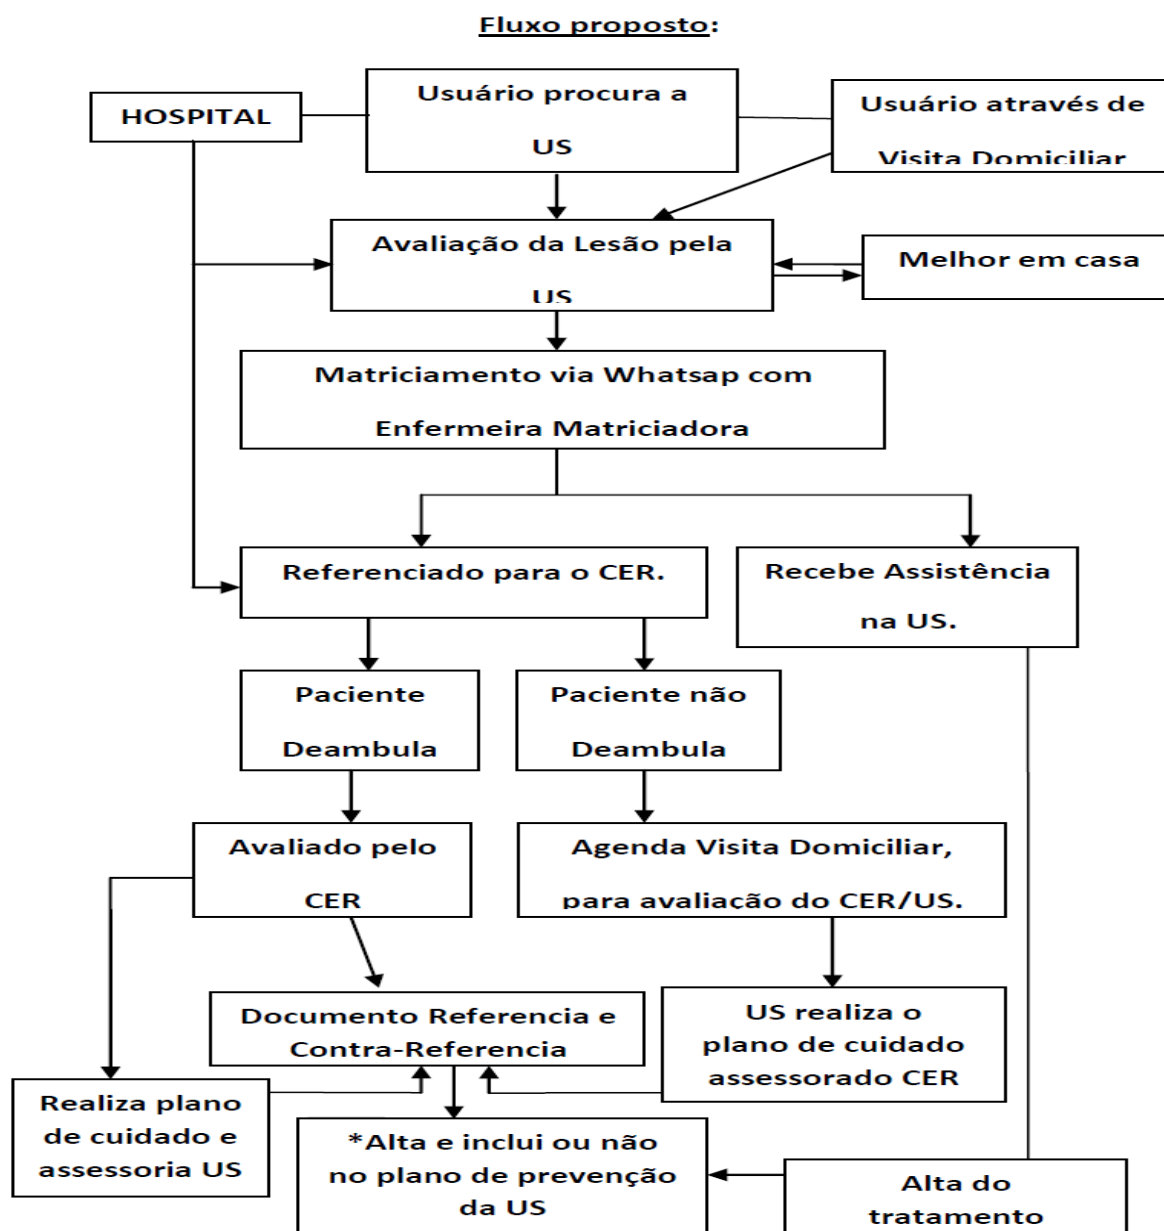 Fluxo proposto:
HOSPITAL
Usuário procura a
US
Usuário através de
Visita Domiciliar
Avaliação da Lesão pela
US
Melhor em casa
Matriciamento via Whatsap com
Enfermeira Matriciadora
Referenciado para o CER.
Recebe Assistência
na US.
Paciente
Deambula
Paciente não
Deambula
Avaliado pelo
CER
Agenda Visita Domiciliar,
para avaliação do CER/US.
Documento Referencia e
Contra-Referencia
US realiza o
plano de cuidado
assessorado CER
Realiza plano
de cuidado e
assessoria US
*Alta e inclui ou não
no plano de prevenção
da US
Alta do
tratamento